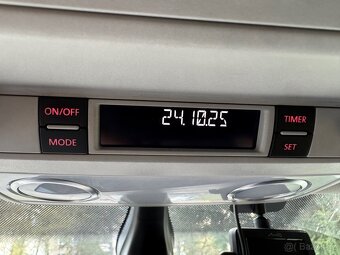 24.10.25
ON/OFF
MODE
TIMER
SET